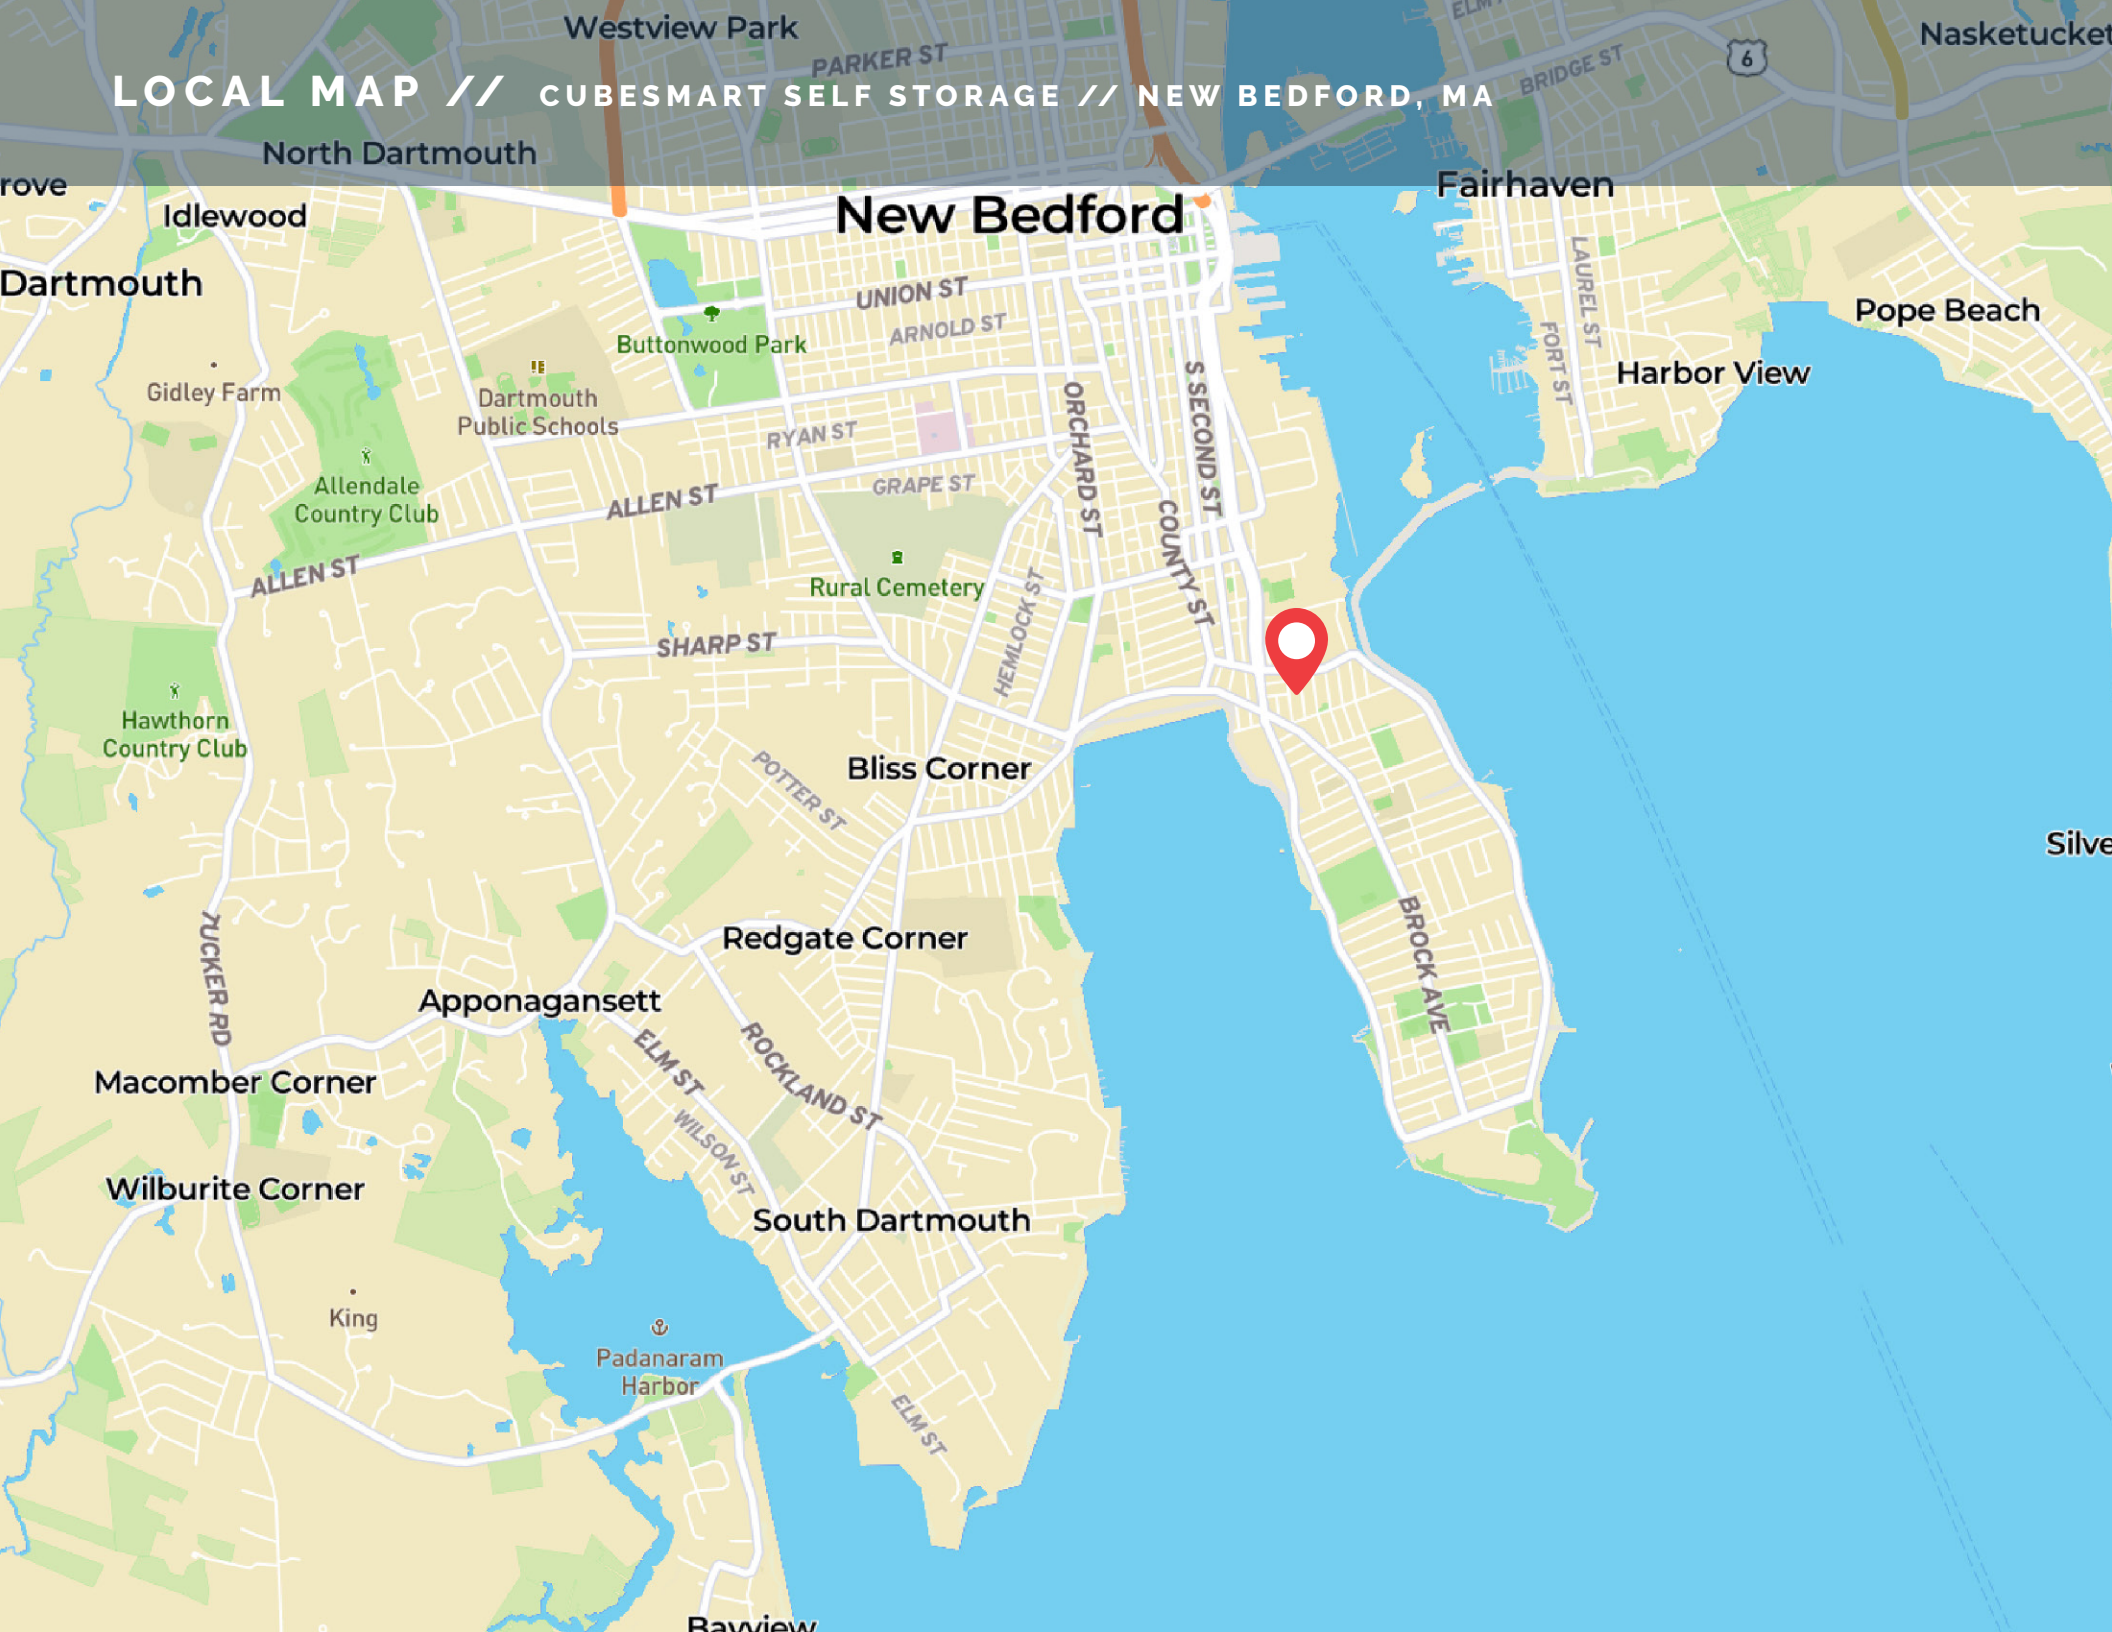 ELM
Westview Park
Nasketucket
PARKER ST
6
BRIDGE ST
LOCAL MAP // CUBESMART SELF STORAGE // NEW BEDFORD, MA
North Dartmouth
rove
Fairhaven
Idlewood
New Bedford
Dartmouth
UNION ST
LAUREL ST
Pope Beach
ARNOLD ST
Buttonwood Park
FORT ST
Harbor View
Gidley Farm
Dartmouth
Public Schools
S SECOND ST
ORCHARD ST
RYAN ST
Allendale
Country Club
GRAPE ST
ALLEN ST
COUNTY ST
ALLEN ST
Rural Cemetery
HEMLOCK ST
SHARP ST
Hawthorn
Country Club
Bliss Corner
POTTER ST
Silve
TUCKER RD
Redgate Corner
BROCK AVE
Apponagansett
ELM ST
ROCKLAND ST
Macomber Corner
WILSON ST
Wilburite Corner
South Dartmouth
King
Padanaram
Harbor
ELM ST
Bayview